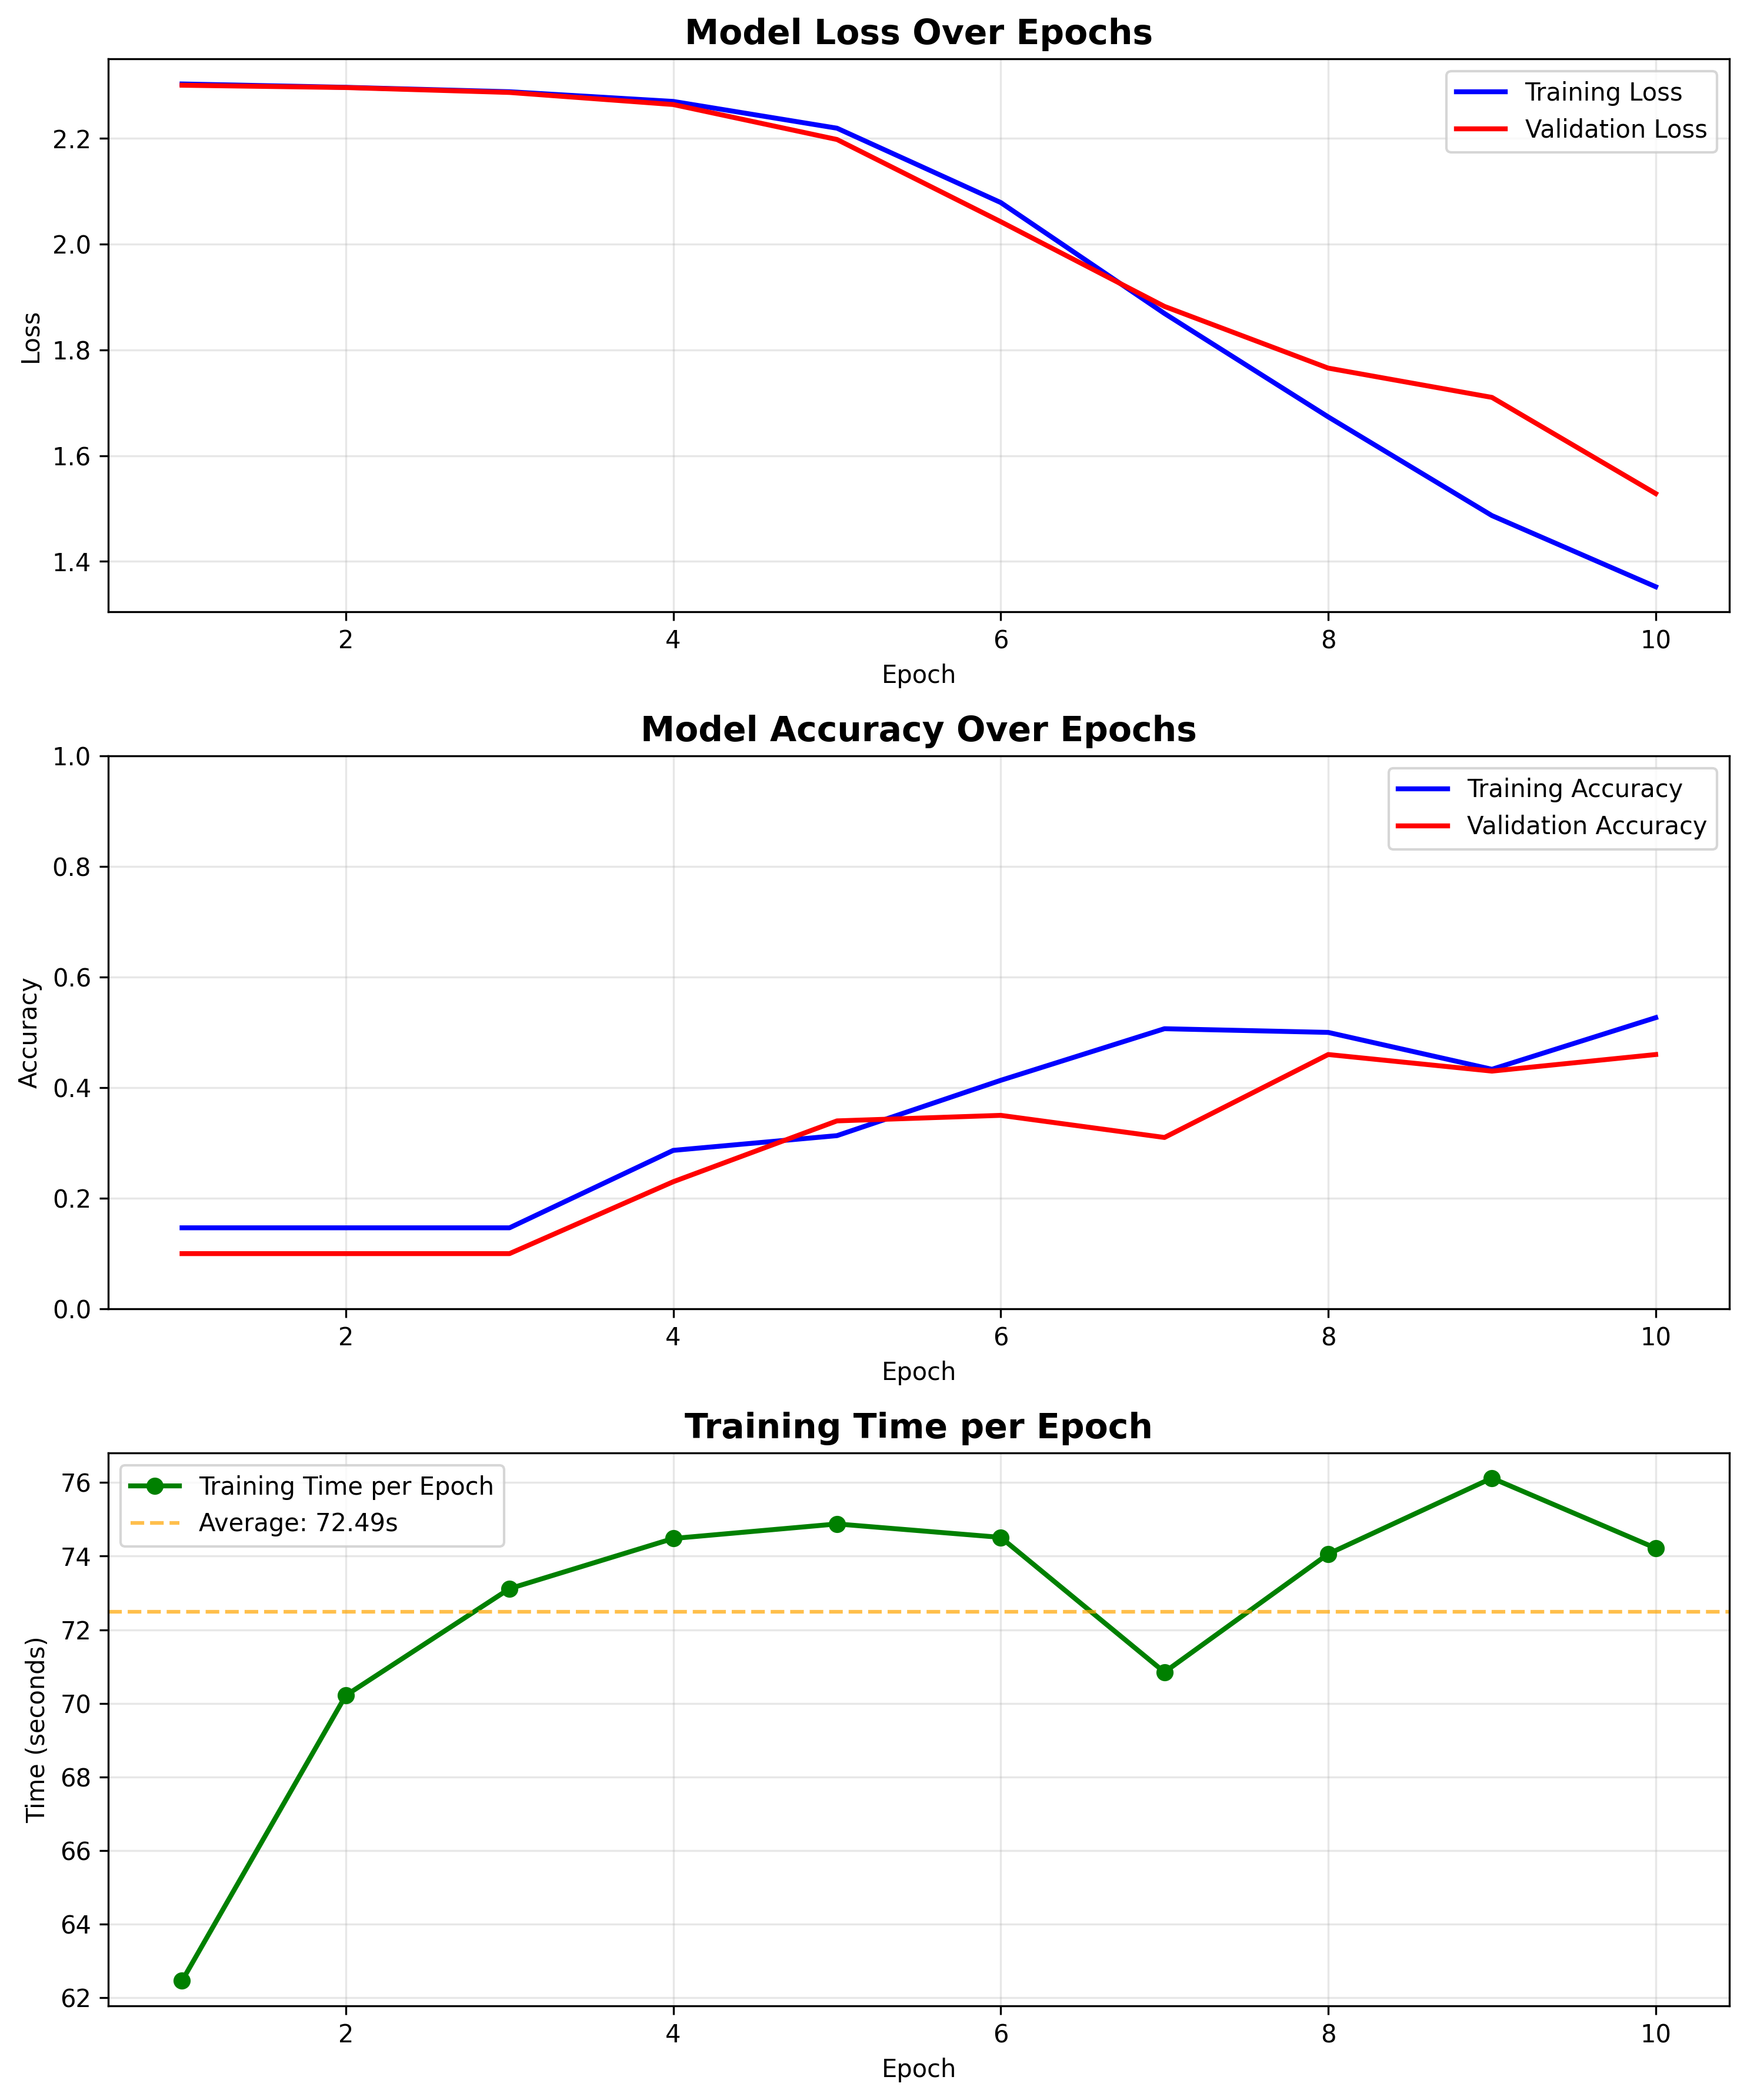 Model Loss Over Epochs
Training Loss
Validation Loss
2.2
2.0
1.8
1.6
1.4
Loss
2 4 6 8 10
Epoch
Model Accuracy Over Epochs
Training Accuracy
Validation Accuracy
1.0
0.8
0.6
0.4
0.2
0.0
Accuracy
2 4 6 8 10
Epoch
Training Time per Epoch
Training Time per Epoch
Average: 72.49s
76
74
72
70
68
66
64
62
Time (seconds)
2 4 6 8 10
Epoch